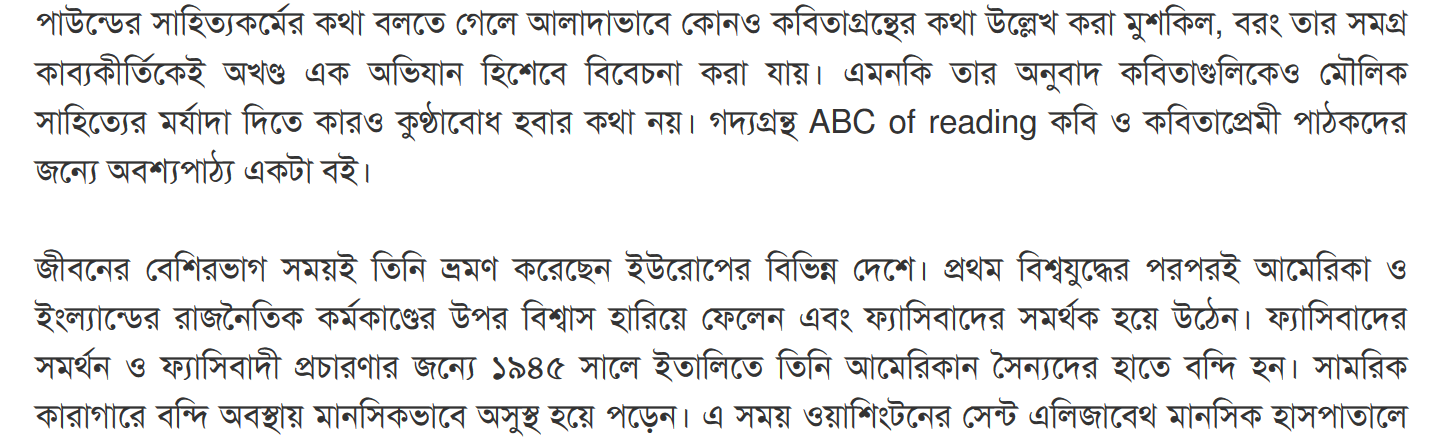 পাউন্ডের সাহিত্যকর্মের কথা বলতে গেলে আলাদাভাবে কোনও কবিতাগ্রন্থের কথা উল্লেখ করা মুশকিল, বরং তার সমগ্র
কাব্যকীর্তিকেই অখণ্ড এক অভিযান হিশেবে বিবেচনা করা যায়। এমনকি তার অনুবাদ কবিতাগুলিকেও মৌলিক
সাহিত্যের মর্যাদা দিতে কারও কুণ্ঠাবোধ হবার কথা নয়। গদ্যগ্রন্থ ABC of reading কবি ও কবিতাপ্রেমী পাঠকদের
জন্যে অবশ্যপাঠ্য একটা বই।
জীবনের বেশিরভাগ সময়ই তিনি ভ্রমণ করেছেন ইউরোপের বিভিন্ন দেশে। প্রথম বিশ্বযুদ্ধের পরপরই আমেরিকা ও
ইংল্যান্ডের রাজনৈতিক কর্মকাণ্ডের উপর বিশ্বাস হারিয়ে ফেলেন এবং ফ্যাসিবাদের সমর্থক হয়ে উঠেন। ফ্যাসিবাদের
সমর্থন ও ফ্যাসিবাদী প্রচারণার জন্যে ১৯৪৫ সালে ইতালিতে তিনি আমেরিকান সৈন্যদের হাতে বন্দি হন। সামরিক
কারাগারে বন্দি অবস্থায় মানসিকভাবে অসুস্থ হয়ে পড়েন। এ সময় ওয়াশিংটনের সেন্ট এলিজাবেথ মানসিক হাসপাতালে